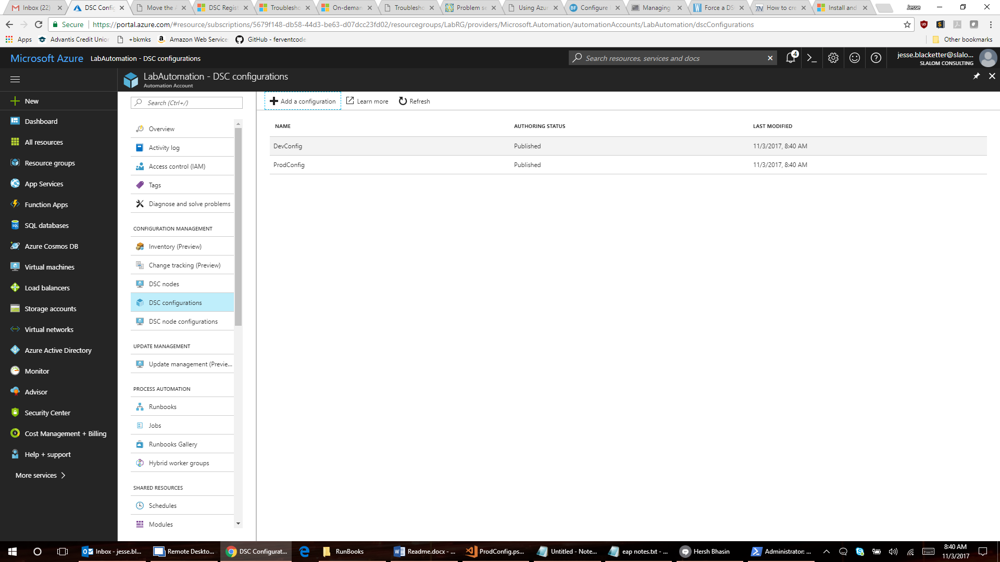 Inbox (22)
DSC Config
Move the A
DSC Regist
Troublesho
On-deman
Troublesho
Problem se
Using Azur
Configure
Managing
Force a DS
How to cre
Install and
Jesse
Secure
https://portal.azure.com/#resource/subscriptions/5679f148-db58-44d3-be63-d07dcc23fd02/resourcegroups/LabRG/providers/Microsoft.Automation/automationAccounts/LabAutomation/dscConfigurations
Apps
Advantis Credit Union
+bkmks
Amazon Web Service
GitHub - ferventcode
Other bookmarks
Microsoft Azure
LabAutomation - DSC configurations
Search resources, services and docs
4
jesse.blacketter@slalo...
SLALOM CONSULTING
LabAutomation - DSC configurations
Automation Account
New
Dashboard
All resources
Resource groups
App Services
Function Apps
SQL databases
Azure Cosmos DB
Virtual machines
Load balancers
Storage accounts
Virtual networks
Azure Active Directory
Monitor
Advisor
Security Center
Cost Management + Billing
Help + support
More services
Search (Ctrl+/)
Overview
Activity log
Access control (IAM)
Tags
Diagnose and solve problems
CONFIGURATION MANAGEMENT
Inventory (Preview)
Change tracking (Preview)
DSC nodes
DSC configurations
DSC node configurations
UPDATE MANAGEMENT
Update management (Previe...
PROCESS AUTOMATION
Runbooks
Jobs
Runbooks Gallery
Hybrid worker groups
SHARED RESOURCES
Schedules
Modules
Add a configuration
Learn more
Refresh
NAME AUTHORING STATUS LAST MODIFIED
DevConfig Published 11/3/2017, 8:40 AM
ProdConfig Published 11/3/2017, 8:40 AM
Inbox - jesse.bl...
Remote Deskto...
DSC Configurat...
RunBooks
Readme.docx - ...
ProdConfig.ps...
Untitled - Note...
eap notes.txt - ...
Hersh Bhasin
Administrator: ...
8:40 AM
11/3/2017